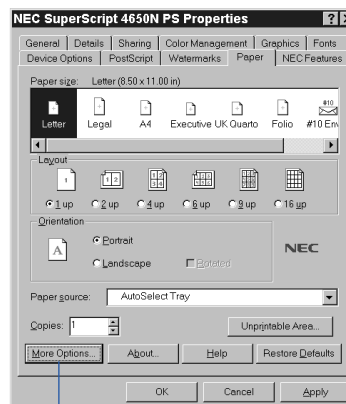 NEC SuperScript 4650N PS Properties ?
General Details Sharing Color Management Graphics Fonts
Device Options PostScript Watermarks Paper NEC Features
Paper size: Letter (8.50 x 11.00 in)
#10
Letter Legal A4 Executive UK Quarto Folio #10 Env
Layout
1 1 2
1 up 2 up 4 up 6 up 9 up 16 up
Orientation
A Portrait
Landscape Rotated
NEC
Paper source: AutoSelect Tray
Copies: 1 Unprintable Area...
More Options... About... Help Restore Defaults
OK Cancel Apply